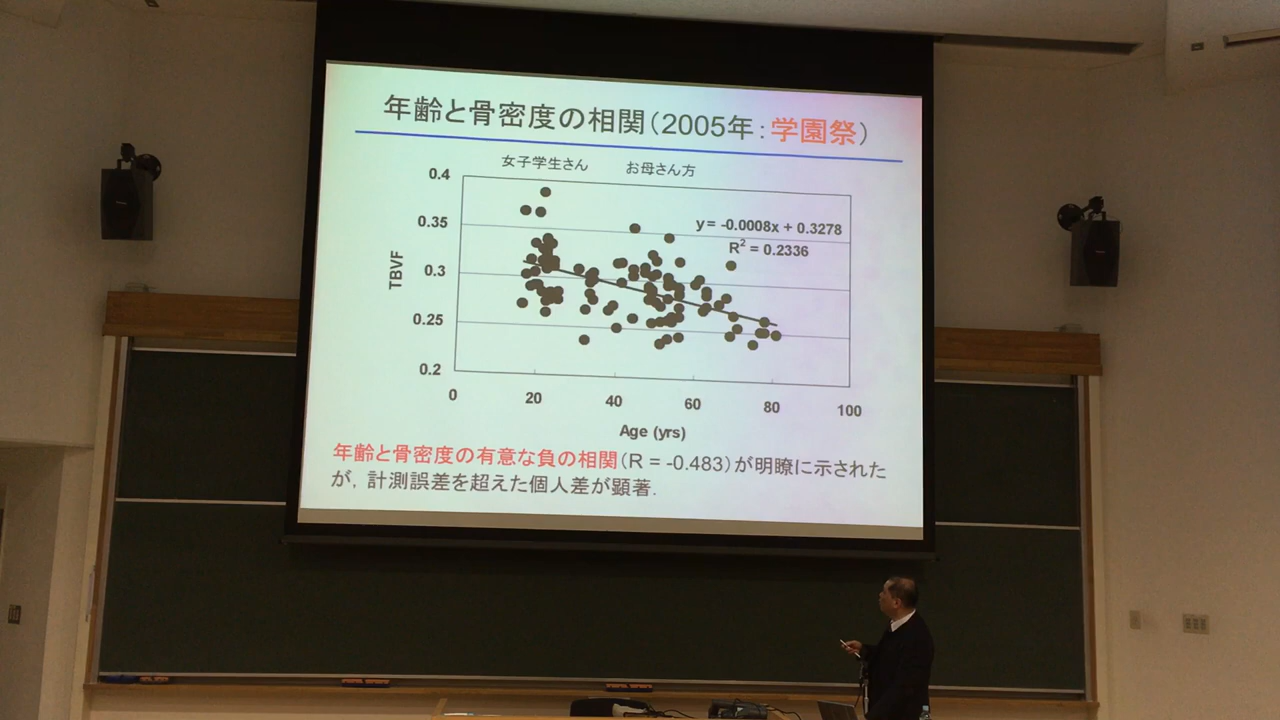 年齢と骨密度の相関（2005年：学園祭）
女子学生さん お母さん方
0.4
0.35
0.3
0.25
0.2
TBVF
y = -0.0008x + 0.3278
R² = 0.2336
0 20 40 60 80 100
Age (yrs)
年齢と骨密度の有意な負の相関（R = -0.483）が明瞭に示された
が，計測誤差を超えた個人差が顕著．